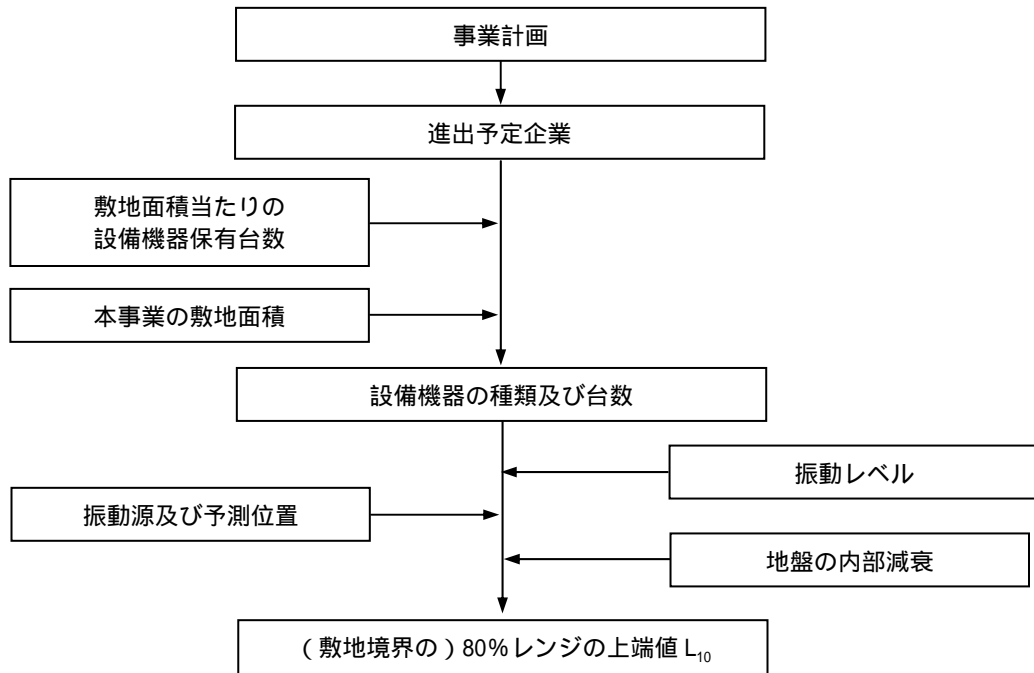 事業計画
進出予定企業
敷地面積当たりの
設備機器保有台数
本事業の敷地面積
設備機器の種類及び台数
振動レベル
振動源及び予測位置
地盤の内部減衰
（敷地境界の）80％レンジの上端値 L10